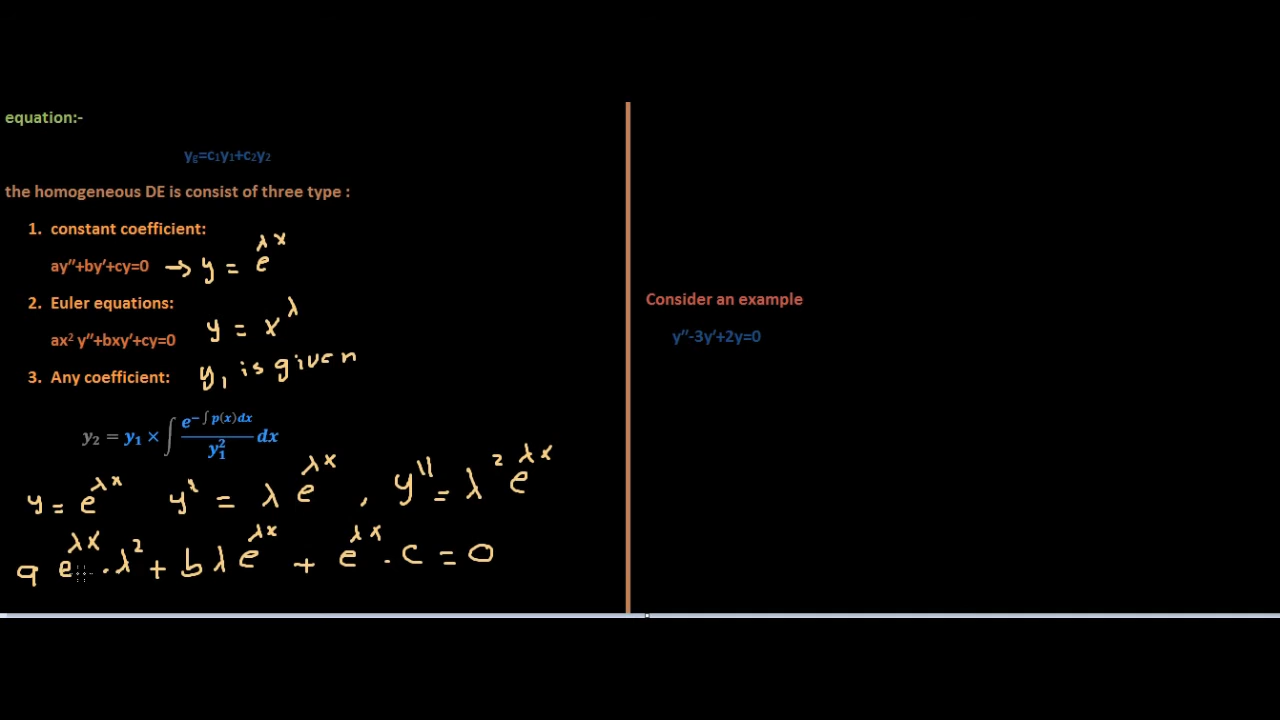 equation:-
y_g=c₁y₁+c₂y₂
the homogeneous DE is consist of three type :
1. constant coefficient:
ay''+by'+cy=0 → y = e^{λx}
2. Euler equations:
ax² y''+bxy'+cy=0 y = x^λ
3. Any coefficient: y₁ is given
y₂ = y₁ × ∫ e^{-∫ p(x)dx} / y₁² dx
y = e^{λx} y' = λ e^{λx} , y'' = λ² e^{λx}
a e^{λx} . λ² + b λ e^{λx} + e^{λx} . c = 0
Consider an example
y''-3y'+2y=0